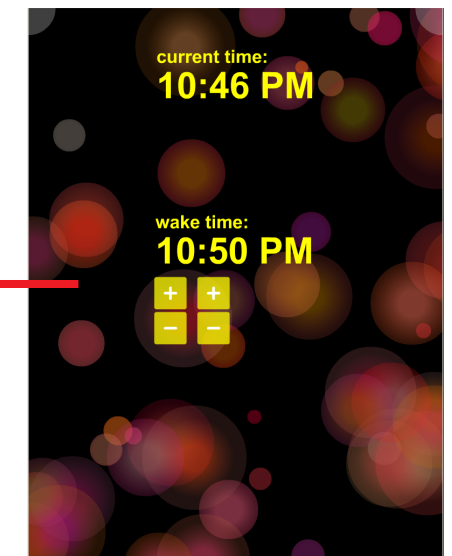 current time:
10:46 PM
wake time:
10:50 PM
+ +
− −